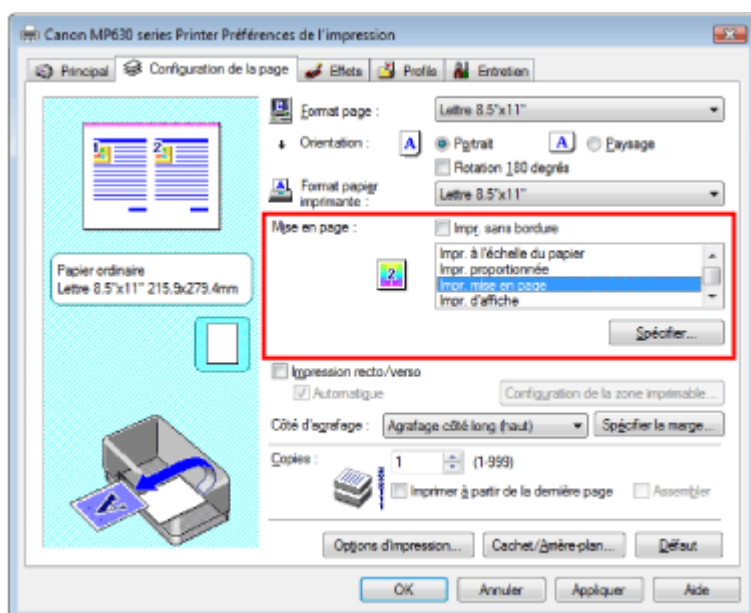 Canon MP630 series Printer Préférences de l'impression
Principal Configuration de la page Effets Profils Entretien
Format page : Lettre 8.5"x11"
Orientation : A Portrait A Paysage
Rotation 180 degrés
Format papier imprimante : Lettre 8.5"x11"
1 2
Mise en page : Impr. sans bordure
Impr. à l'échelle du papier
Impr. proportionnée
2 Impr. mise en page
Impr. d'affiche
Spécifier...
Papier ordinaire
Lettre 8.5"x11" 215.9x279.4mm
Impression recto/verso
Automatique Configuration de la zone imprimable...
Côté d'agrafage : Agrafage côté long (haut) Spécifier la marge...
Copies : 1 (1-999)
Imprimer à partir de la dernière page Assembler
Options d'impression... Cachet/Arrière-plan... Défaut
OK Annuler Appliquer Aide